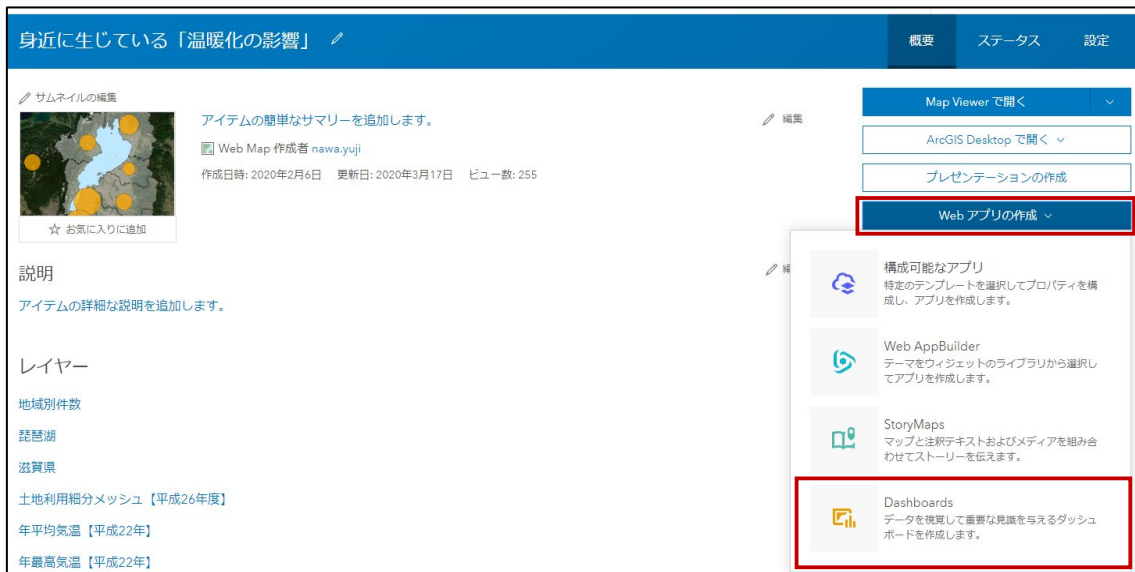 身近に生じている「温暖化の影響」
概要 ステータス 設定
サムネイルの編集
お気に入りに追加
アイテムの簡単なサマリーを追加します。
編集
Web Map 作成者 nawa.yuji
作成日時: 2020年2月6日 更新日: 2020年3月17日 ビュー数: 255
Map Viewer で開く
ArcGIS Desktop で開く
プレゼンテーションの作成
Web アプリの作成
説明
アイテムの詳細な説明を追加します。
レイヤー
地域別件数
琵琶湖
滋賀県
土地利用細分メッシュ【平成26年度】
年平均気温【平成22年】
年最高気温【平成22年】
構成可能なアプリ
特定のテンプレートを選択してプロパティを構
成し、アプリを作成します。
Web AppBuilder
テーマをウィジェットのライブラリから選択し
てアプリを作成します。
StoryMaps
マップと注釈テキストおよびメディアを組み合
わせてストーリーを伝えます。
Dashboards
データを視覚して重要な見識を与えるダッシュ
ボードを作成します。